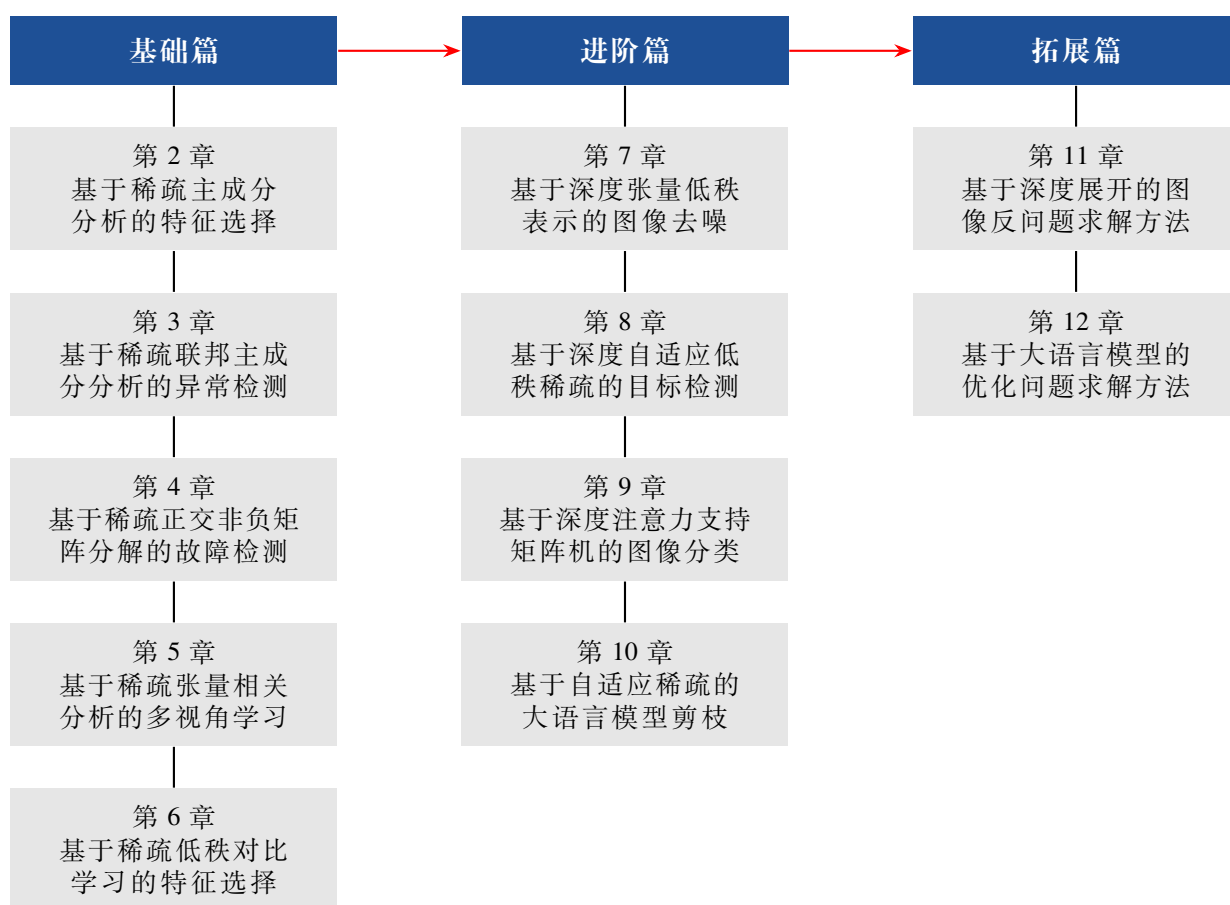 基础篇
第 2 章
基于稀疏主成分
分析的特征选择
第 3 章
基于稀疏联邦主成
分分析的异常检测
第 4 章
基于稀疏正交非负矩
阵分解的故障检测
第 5 章
基于稀疏张量相关
分析的多视角学习
第 6 章
基于稀疏低秩对比
学习的特征选择
进阶篇
第 7 章
基于深度张量低秩
表示的图像去噪
第 8 章
基于深度自适应低
秩稀疏的目标检测
第 9 章
基于深度注意力支持
矩阵机的图像分类
第 10 章
基于自适应稀疏的
大语言模型剪枝
拓展篇
第 11 章
基于深度展开的图
像反问题求解方法
第 12 章
基于大语言模型的
优化问题求解方法